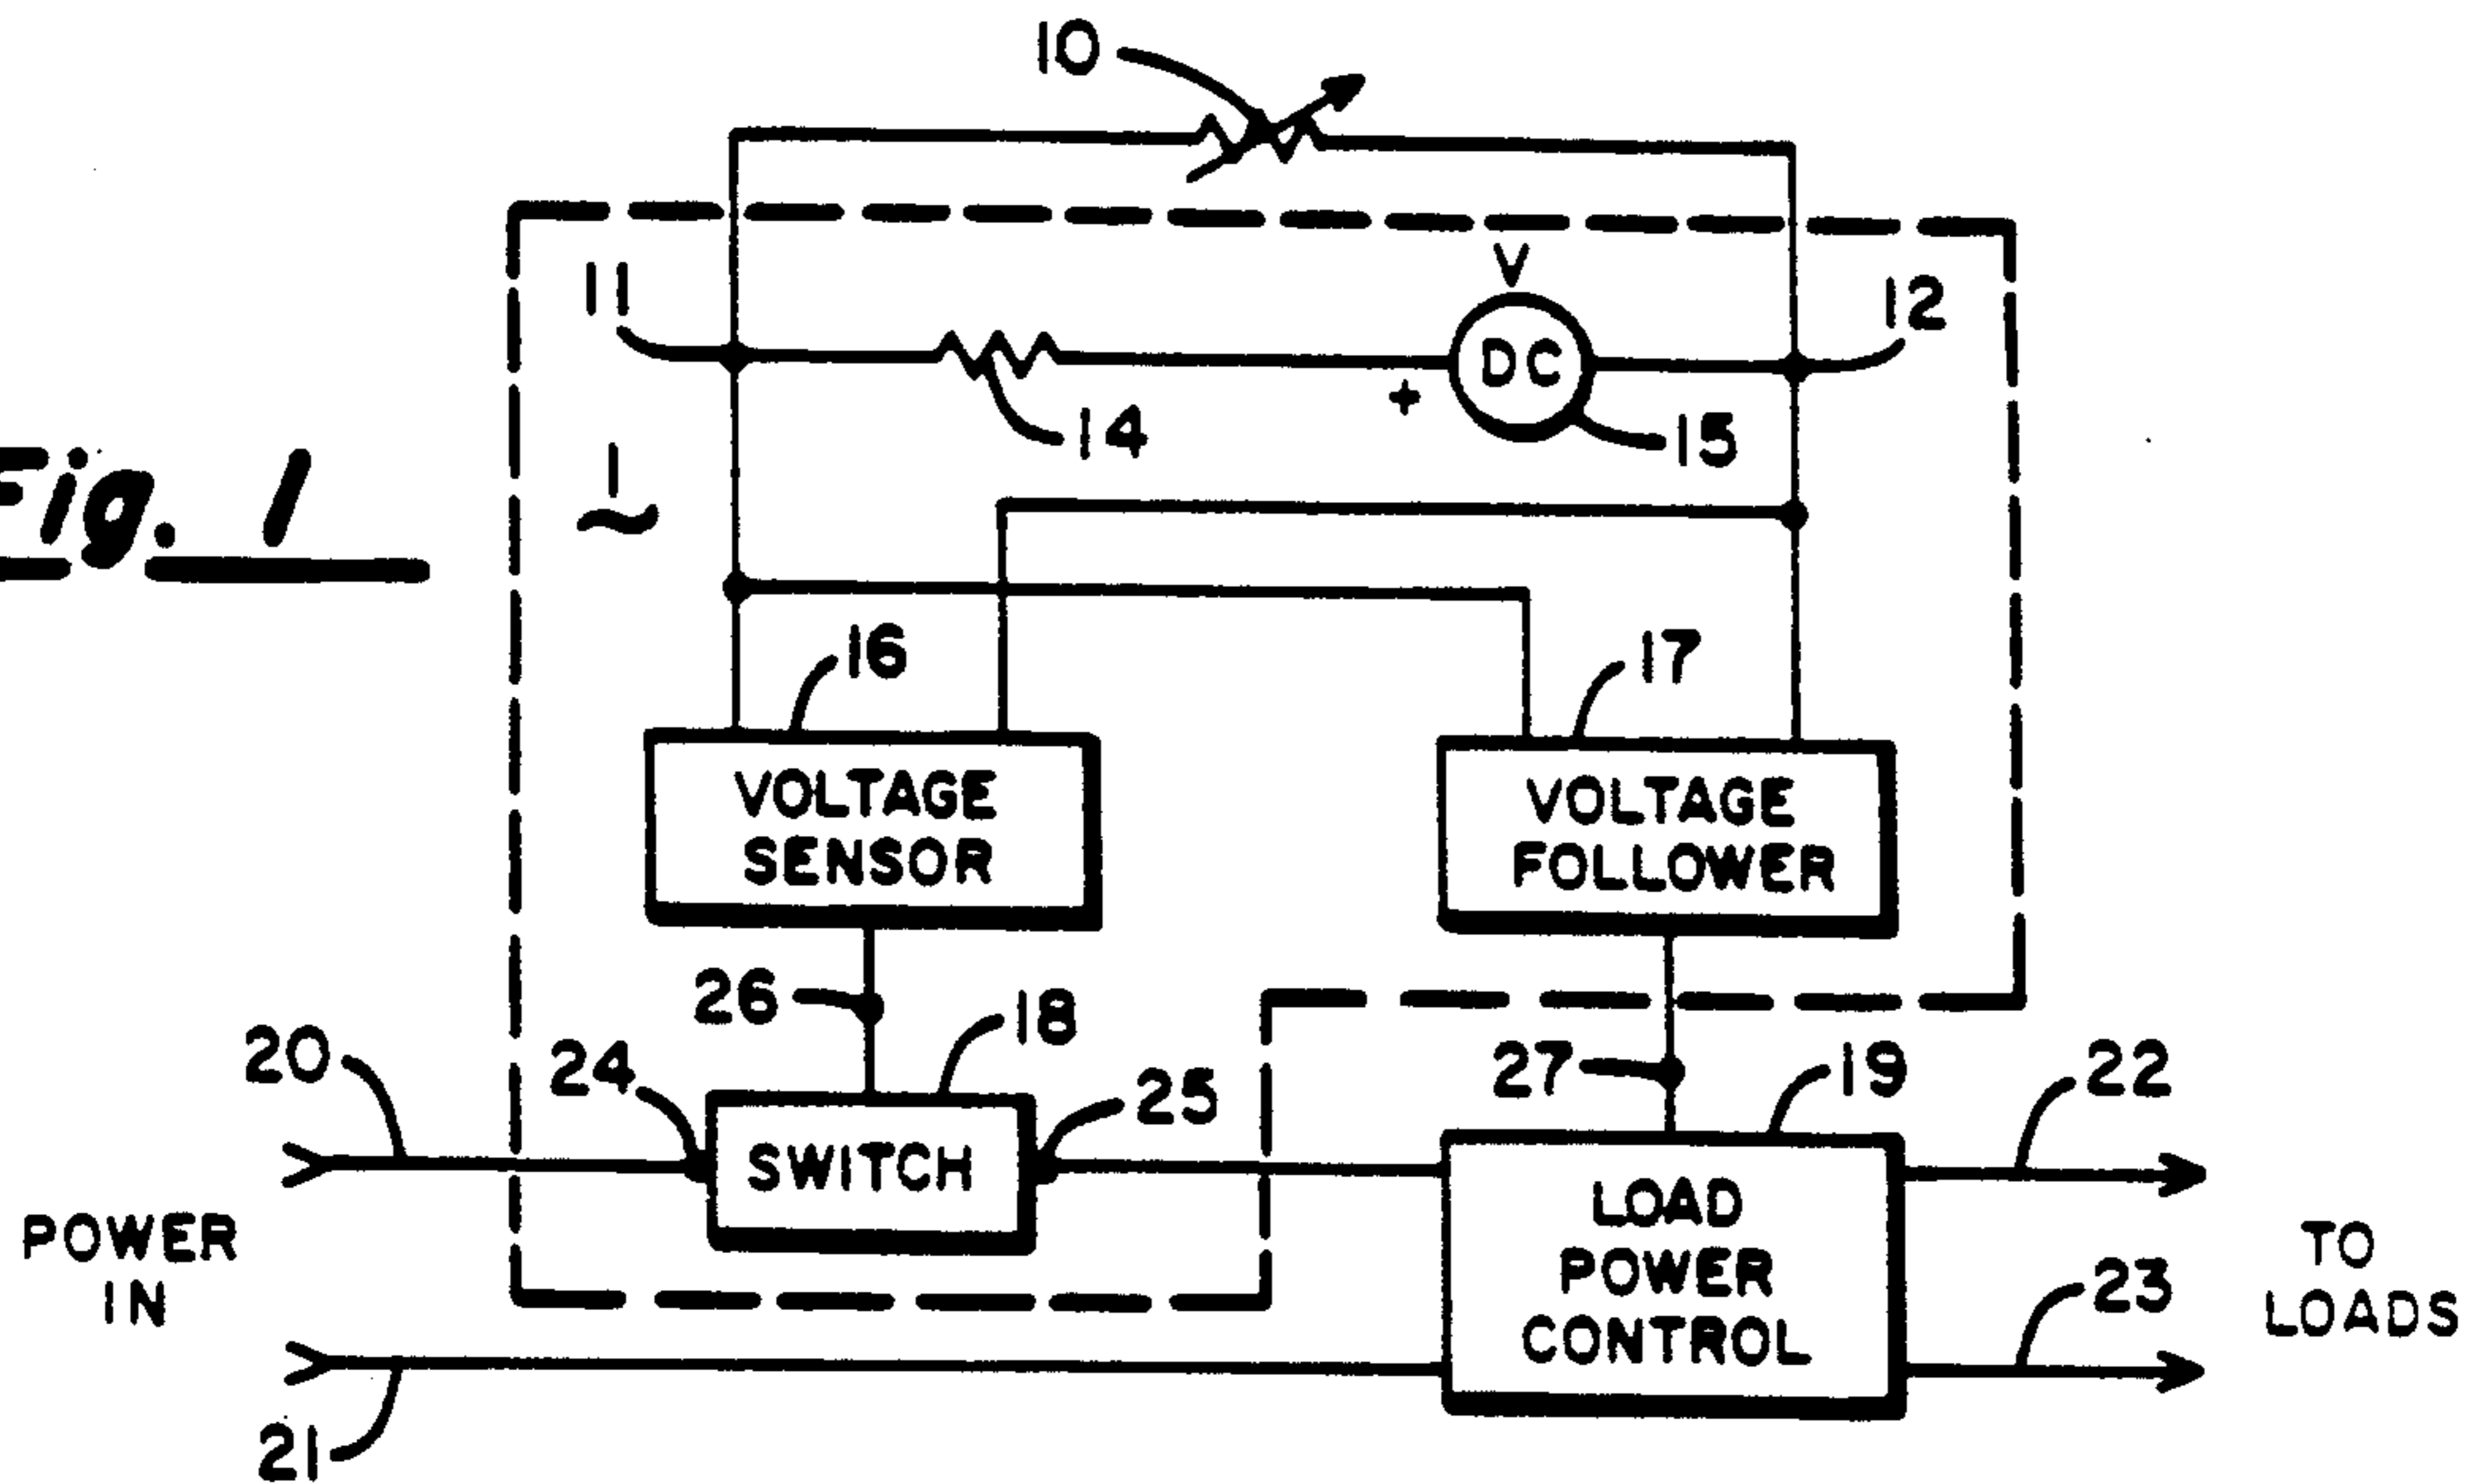 10
V
11
12
DC
+
14
15
Fig. 1
1
16
17
VOLTAGE
SENSOR
VOLTAGE
FOLLOWER
26
18
20
24
25
27
19
22
SWITCH
POWER
IN
LOAD
POWER
CONTROL
TO
LOADS
23
21